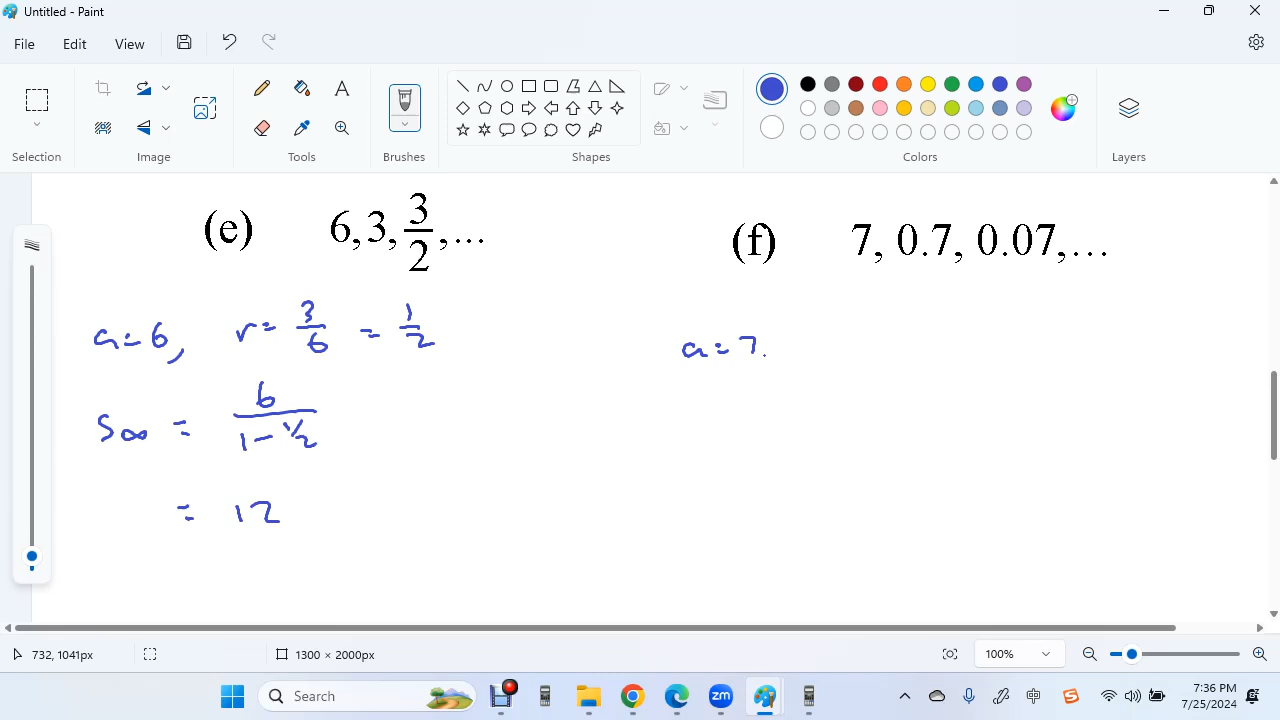 Untitled - Paint
File Edit View
Selection Image Tools Brushes Shapes Colors Layers
(e) 6, 3, 3/2, ... (f) 7, 0.7, 0.07, ...
a = 6, r = 3/6 = 1/2 a = 7.
S∞ = 6/(1 - 1/2)
= 12
732, 1041px 1300 × 2000px 100%
Search zm 中 S 7:36 PM
7/25/2024